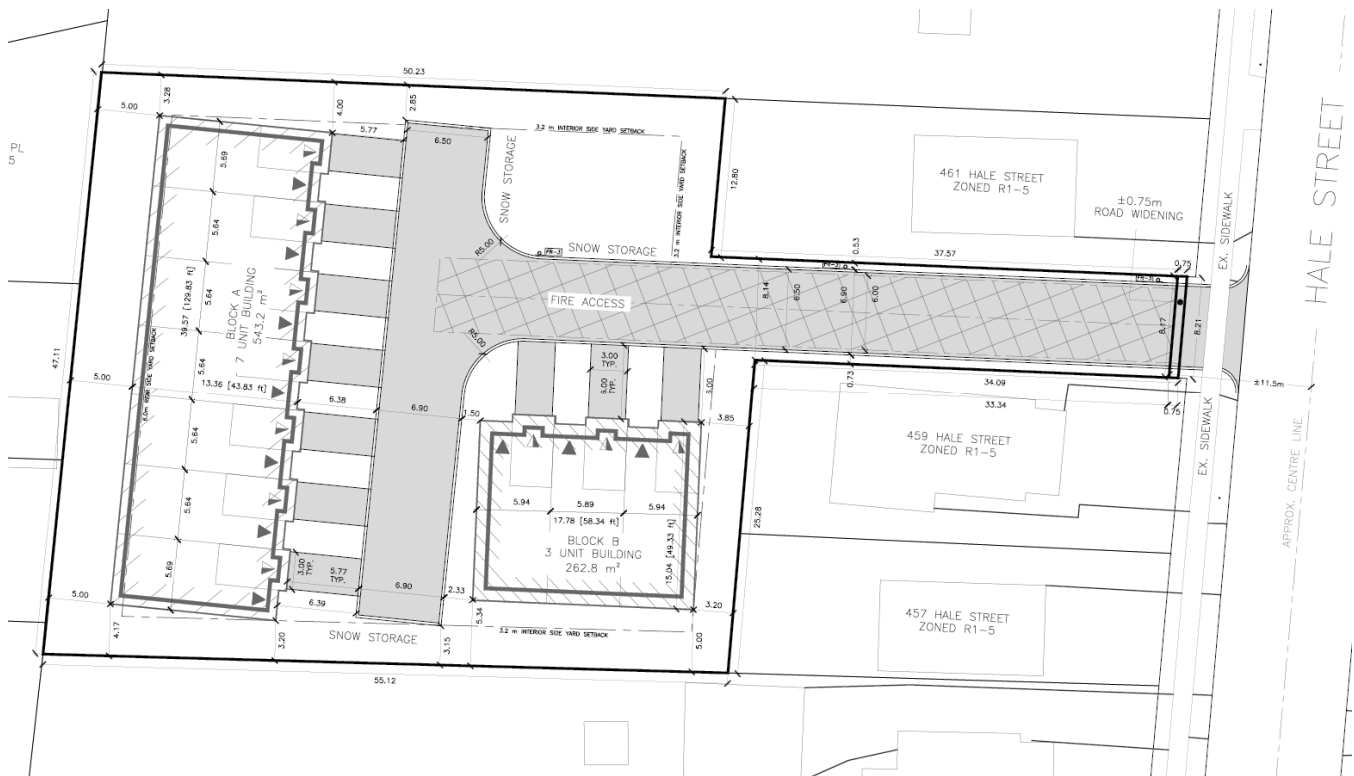 50.23
5.00
3.28
4.00
2.85
5.77
6.50
3.2 m INTERIOR SIDE YARD SETBACK
3.2 m INTERIOR SIDE YARD SETBACK
SNOW STORAGE
R5.00
FR-3
SNOW STORAGE
12.80
PL
5
461 HALE STREET
ZONED R1-5
±0.75m
ROAD WIDENING
EX. SIDEWALK
HALE STREET
0.53
37.57
0.75
5.69
5.64
5.64
5.64
5.64
5.64
5.69
39.57 [129.83 ft]
BLOCK A
7 UNIT BUILDING
543.2 m²
13.36 [43.83 ft]
47.11
5.00
6.0m REAR SIDE YARD SETBACK
FIRE ACCESS
8.14
6.50
6.90
6.00
8.17
8.21
±11.5m
R5.00
3.00
TYP.
6.00
TYP.
0.73
34.09
33.34
0.75
6.38
6.90
1.50
3.85
459 HALE STREET
ZONED R1-5
EX. SIDEWALK
APPROX. CENTRE LINE
5.94
5.89
5.94
17.78 [58.34 ft]
BLOCK B
3 UNIT BUILDING
262.8 m²
15.04 [49.33 ft]
25.28
3.00
TYP.
5.77
TYP.
6.90
2.33
6.39
5.00
4.17
3.20
SNOW STORAGE
3.15
5.34
3.2 m INTERIOR SIDE YARD SETBACK
5.00
3.20
457 HALE STREET
ZONED R1-5
55.12